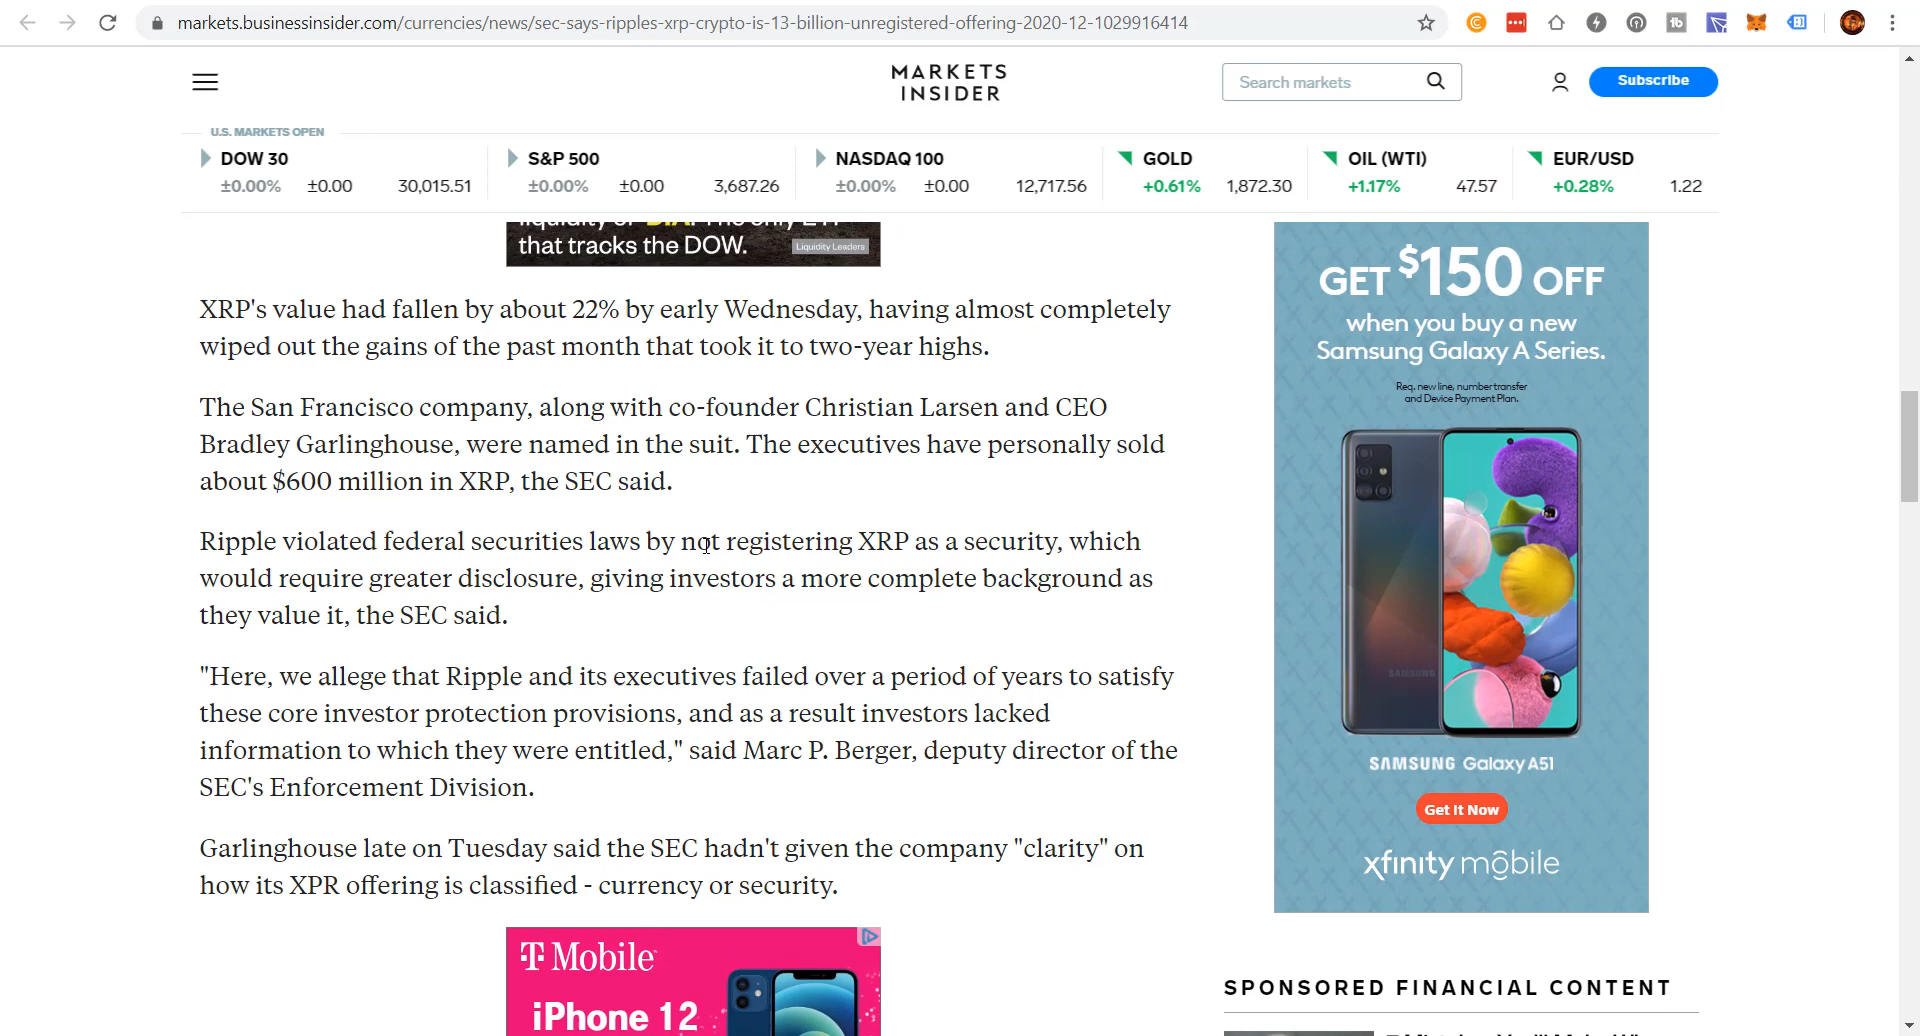 markets.businessinsider.com/currencies/news/sec-says-ripples-xrp-crypto-is-13-billion-unregistered-offering-2020-12-1029916414
MARKETS
INSIDER
Search markets
Subscribe
U.S. MARKETS OPEN
DOW 30
±0.00% ±0.00 30,015.51
S&P 500
±0.00% ±0.00 3,687.26
NASDAQ 100
±0.00% ±0.00 12,717.56
GOLD
+0.61% 1,872.30
OIL (WTI)
+1.17% 47.57
EUR/USD
+0.28% 1.22
that tracks the DOW.
Liquidity Leaders
XRP's value had fallen by about 22% by early Wednesday, having almost completely
wiped out the gains of the past month that took it to two-year highs.
The San Francisco company, along with co-founder Christian Larsen and CEO
Bradley Garlinghouse, were named in the suit. The executives have personally sold
about $600 million in XRP, the SEC said.
Ripple violated federal securities laws by not registering XRP as a security, which
would require greater disclosure, giving investors a more complete background as
they value it, the SEC said.
"Here, we allege that Ripple and its executives failed over a period of years to satisfy
these core investor protection provisions, and as a result investors lacked
information to which they were entitled," said Marc P. Berger, deputy director of the
SEC's Enforcement Division.
Garlinghouse late on Tuesday said the SEC hadn't given the company "clarity" on
how its XPR offering is classified - currency or security.
T Mobile
iPhone 12
GET $150 OFF
when you buy a new
Samsung Galaxy A Series.
Req. new line, number transfer
and Device Payment Plan.
SAMSUNG
SAMSUNG Galaxy A51
Get It Now
xfinity mobile
SPONSORED FINANCIAL CONTENT